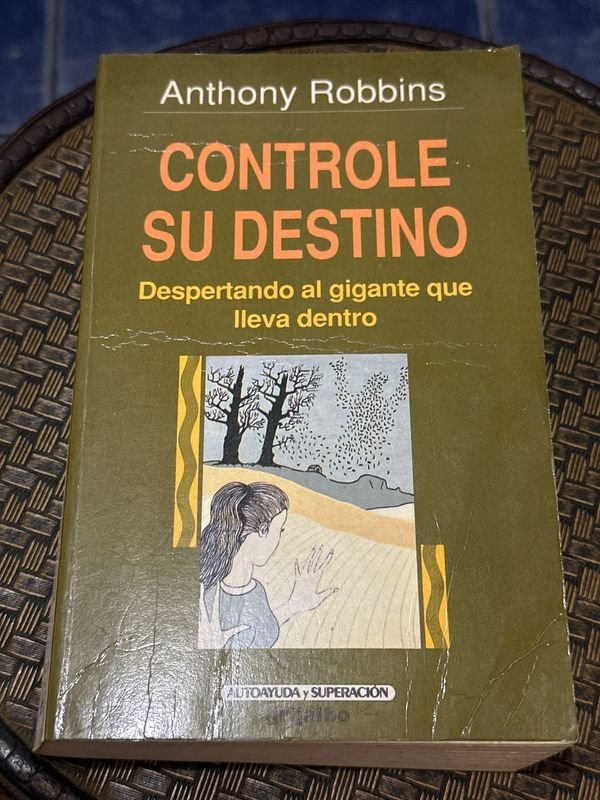 Anthony Robbins
CONTROLE
SU DESTINO
Despertando al gigante que
lleva dentro
AUTOAYUDA y SUPERACIÓN
grijalbo